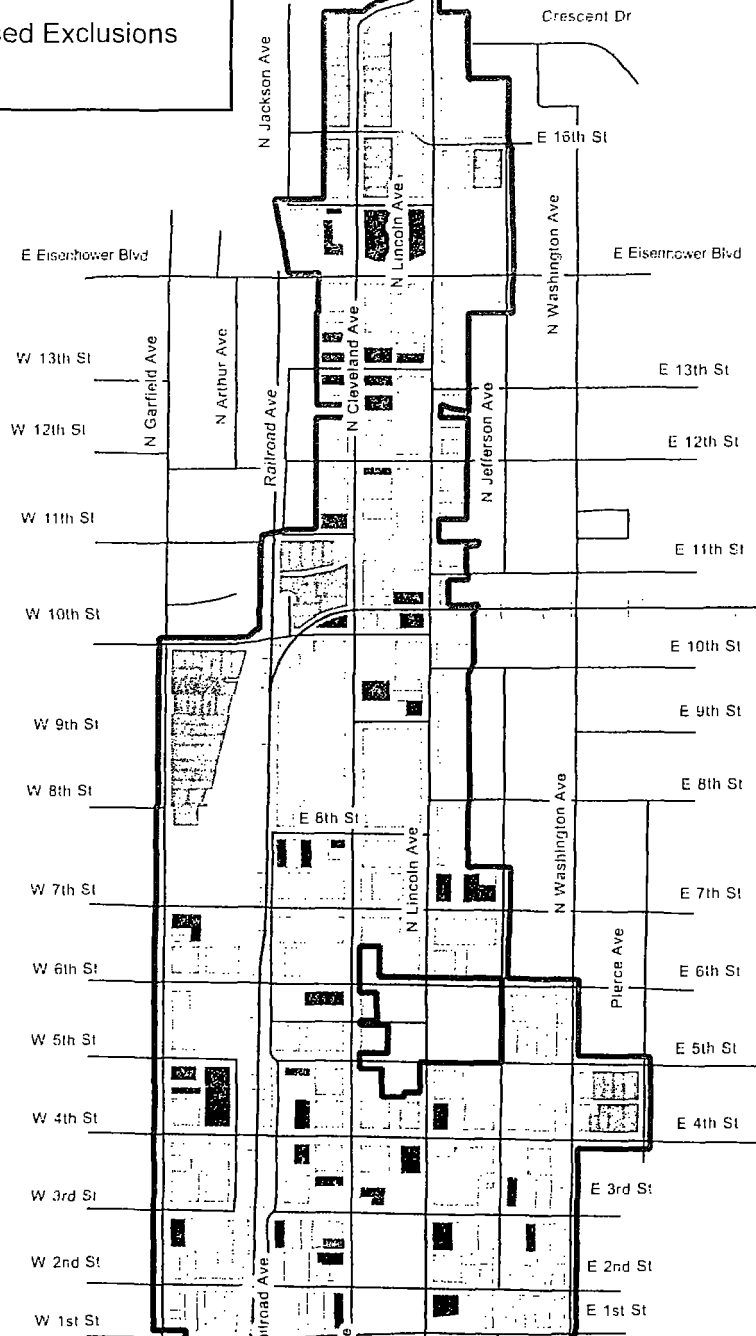 sed Exclusions
Crescent Dr
N Jackson Ave
E 16th St
N Lincoln Ave
N Washington Ave
E Eisenhower Blvd
E Eisenhower Blvd
N Garfield Ave
N Arthur Ave
N Cleveland Ave
W 13th St
E 13th St
Railroad Ave
N Jefferson Ave
W 12th St
E 12th St
W 11th St
E 11th St
W 10th St
E 10th St
W 9th St
E 9th St
W 8th St
E 8th St
E 8th St
N Lincoln Ave
N Washington Ave
W 7th St
E 7th St
Pierce Ave
W 6th St
E 6th St
W 5th St
E 5th St
W 4th St
E 4th St
W 3rd St
E 3rd St
W 2nd St
E 2nd St
ilroad Ave
W 1st St
E 1st St
e